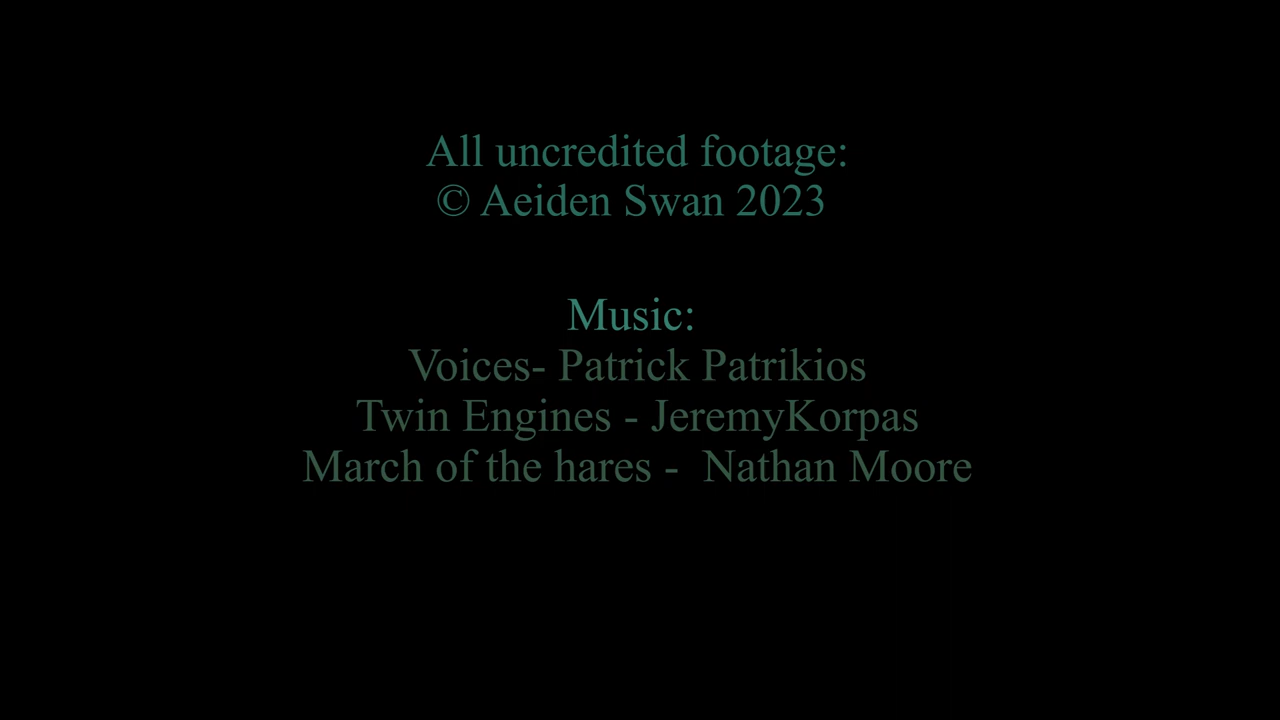 All uncredited footage:
© Aeiden Swan 2023
Music:
Voices- Patrick Patrikios
Twin Engines - JeremyKorpas
March of the hares -  Nathan Moore